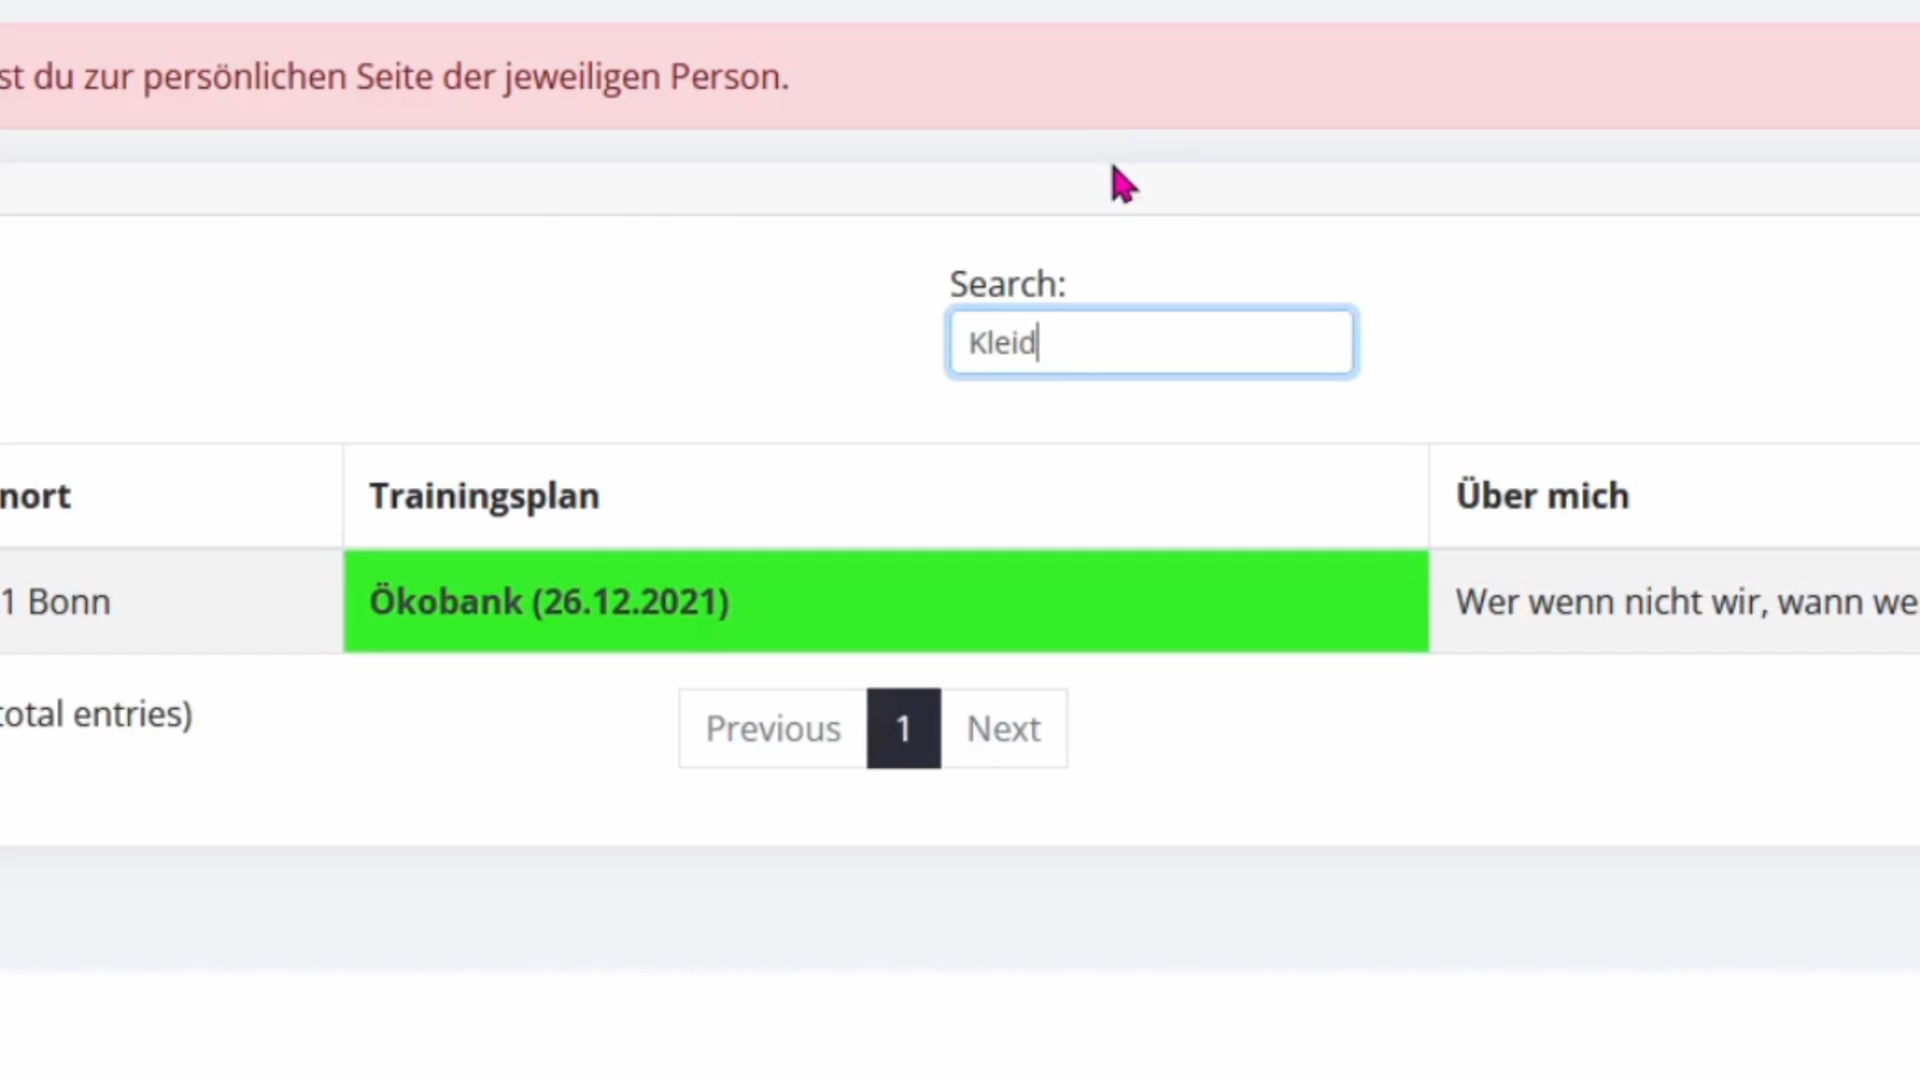 st du zur persönlichen Seite der jeweiligen Person.
Search:
Kleid
nort Trainingsplan Über mich
1 Bonn Ökobank (26.12.2021) Wer wenn nicht wir, wann we
total entries)
Previous 1 Next